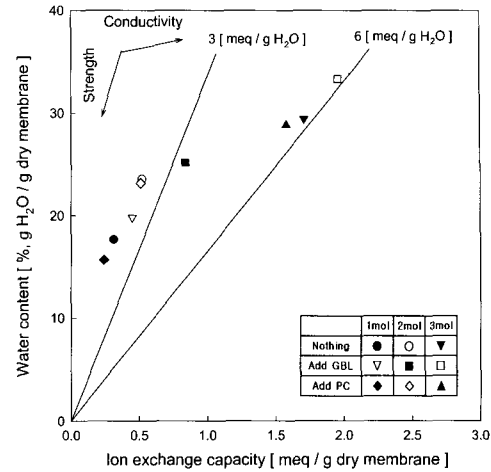 Conductivity
Strength
3 [ meq / g H₂O ]
6 [ meq / g H₂O ]
Water content [ %, g H₂O / g dry membrane ]
40
30
20
10
0
0.0 0.5 1.0 1.5 2.0 2.5 3.0
Ion exchange capacity [ meq / g dry membrane ]
1mol 2mol 3mol
Nothing ● ○ ▼
Add GBL ▽ ■ □
Add PC ◆ ◇ ▲